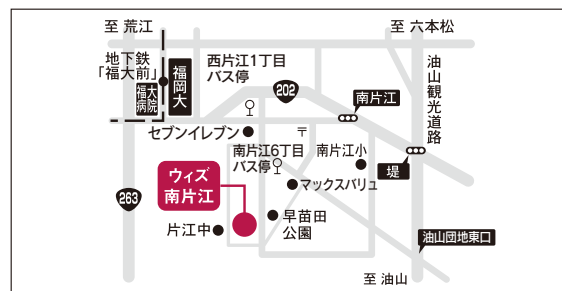 至 荒江
至 六本松
地下鉄
「福大前」
福大
病院
福岡大
西片江1丁目
バス停
202
南片江
油山観光道路
セブンイレブン
〒
南片江6丁目
バス停
南片江小
堤
ウィズ
南片江
マックスバリュ
263
片江中
早苗田
公園
油山団地東口
至 油山